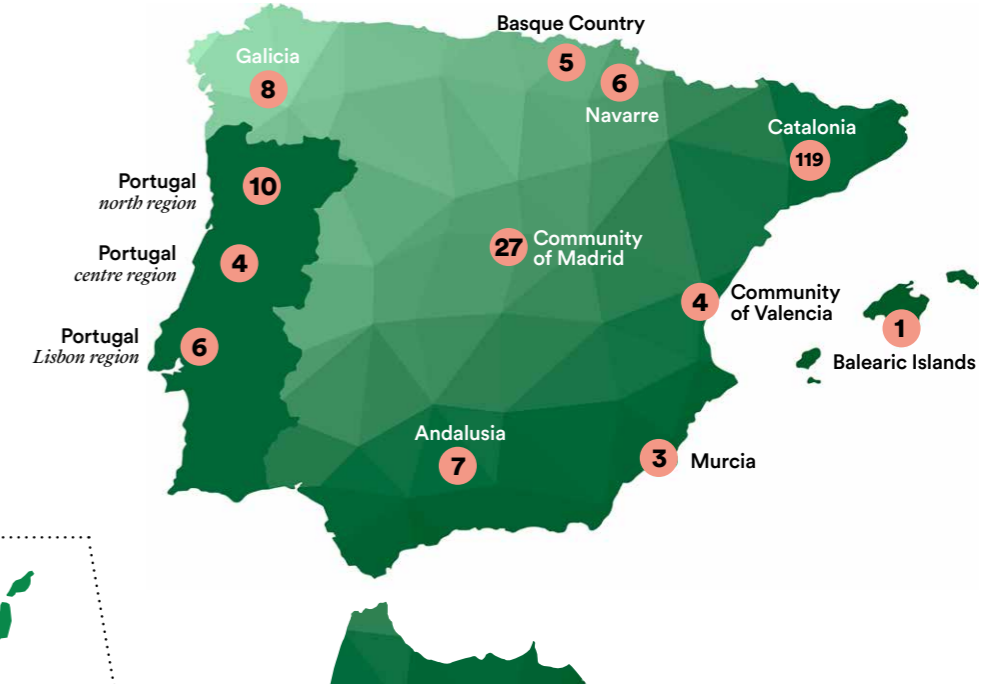 Basque Country
5
Galicia
8
6
Navarre
Catalonia
119
Portugal
north region
10
Portugal
centre region
4
27
Community
of Madrid
4
Community
of Valencia
1
Balearic Islands
Portugal
Lisbon region
6
Andalusia
7
3
Murcia